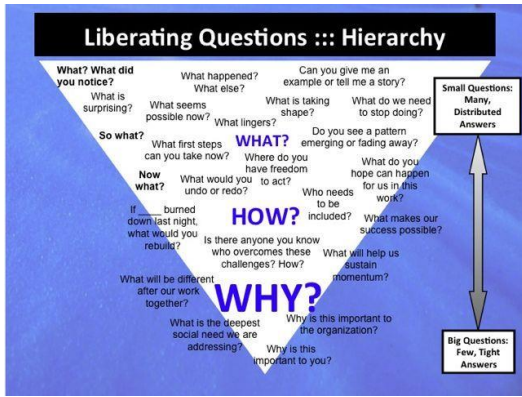 Liberating Questions ::: Hierarchy
What? What did
you notice?
What happened?
What else?
Can you give me an
example or tell me a story?
Small Questions:
Many,
Distributed
Answers
What is
surprising?
What seems
possible now?
What is taking
shape?
What do we need
to stop doing?
What lingers?
So what?
WHAT?
Do you see a pattern
emerging or fading away?
What first steps
can you take now?
Where do you
have freedom
to act?
What do you
hope can happen
for us in this
work?
Now
what?
What would you
undo or redo?
Who needs
to be
included?
If ____ burned
down last night,
what would you
rebuild?
HOW?
What makes our
success possible?
Is there anyone you know
who overcomes these
challenges? How?
What will help us
sustain
momentum?
What will be different
after our work
together?
WHY?
What is the deepest
social need we are
addressing?
Why is this important to
the organization?
Why is this
important to you?
Big Questions:
Few, Tight
Answers